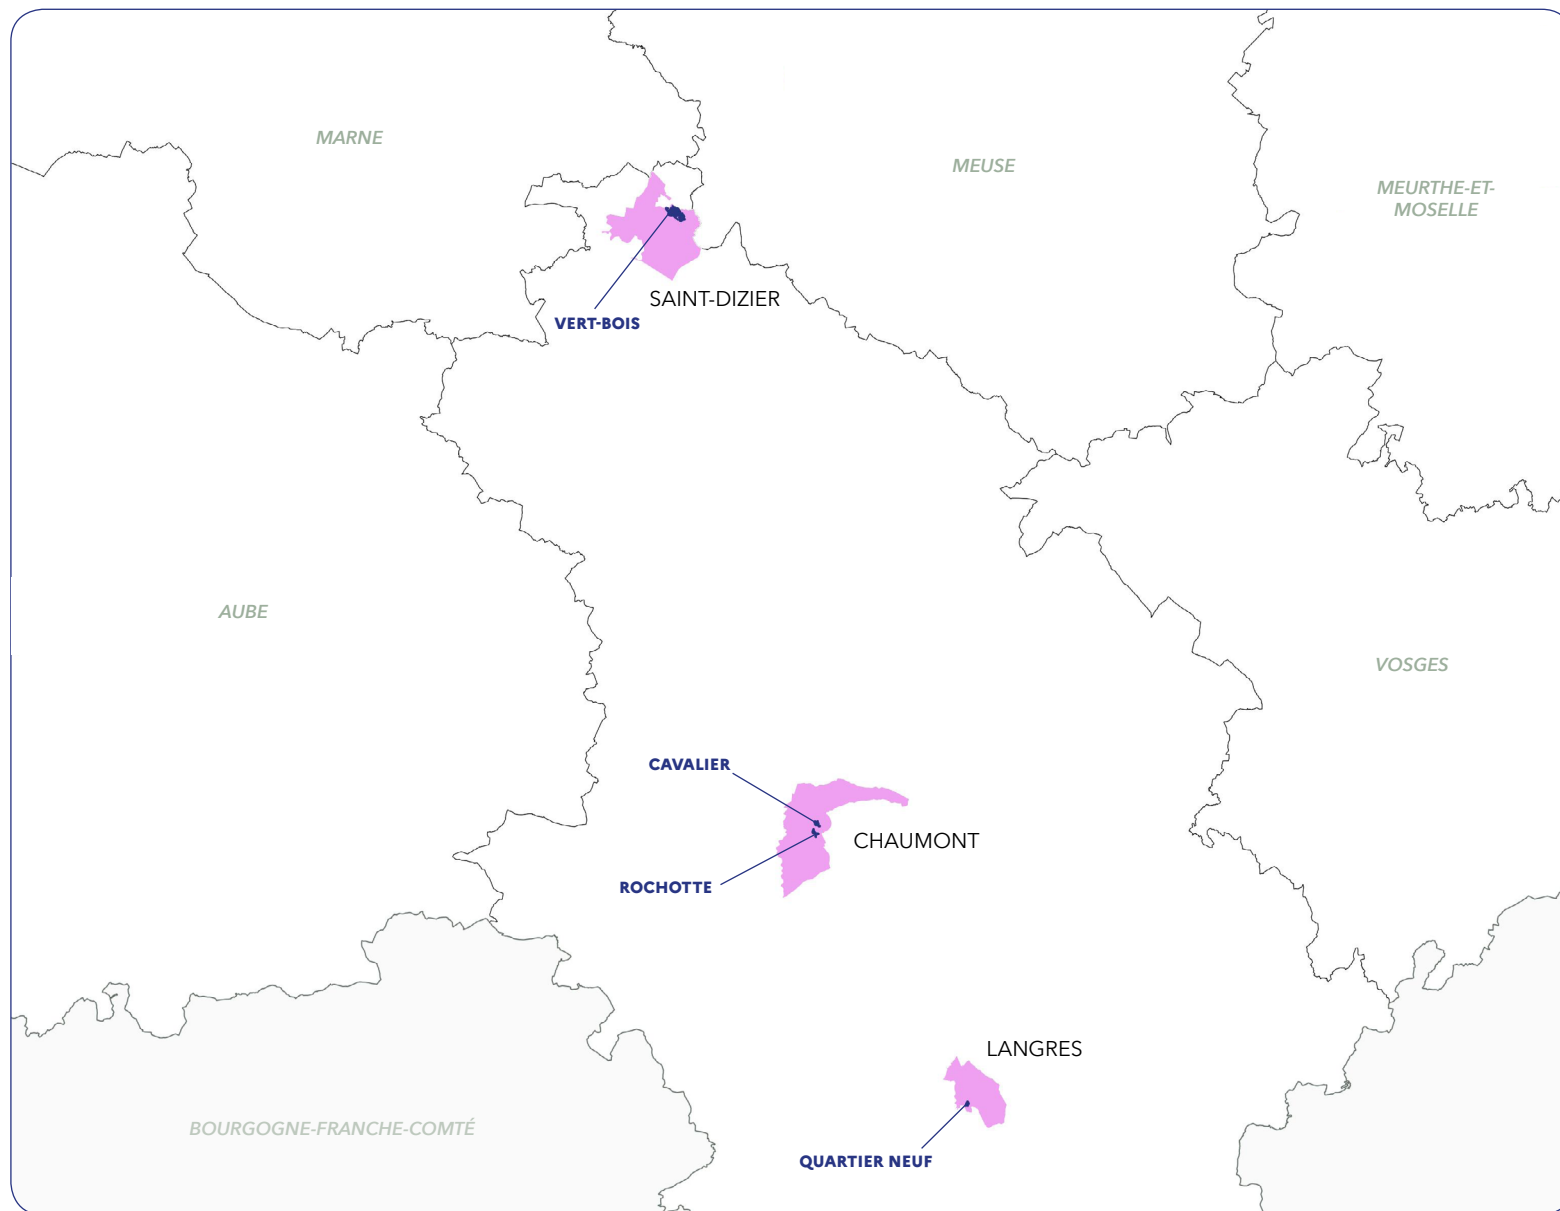 MARNE
MEUSE
MEURTHE-ET-
MOSELLE
SAINT-DIZIER
VERT-BOIS
AUBE
VOSGES
CAVALIER
CHAUMONT
ROCHOTTE
LANGRES
BOURGOGNE-FRANCHE-COMTÉ
QUARTIER NEUF